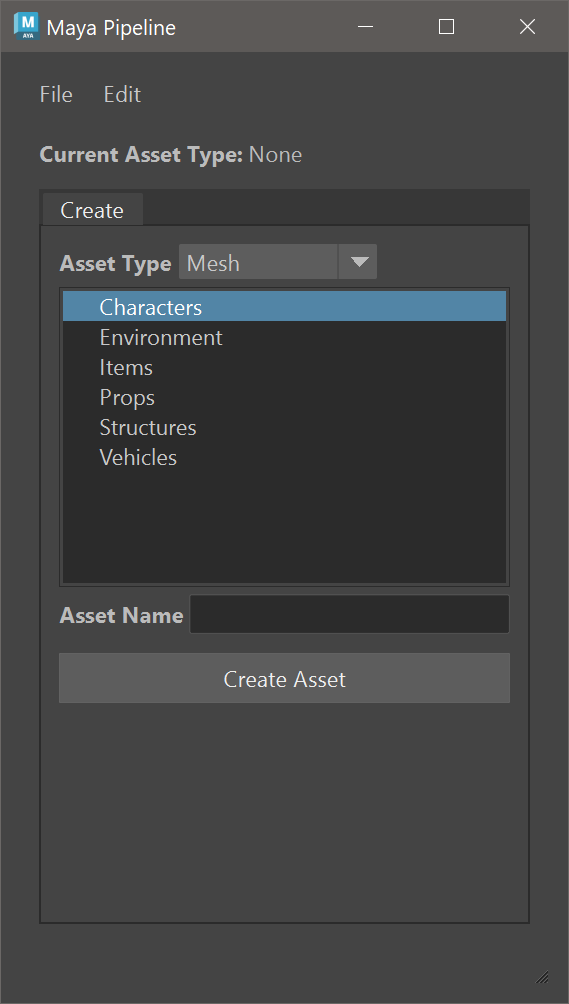 M
AYA
Maya Pipeline
File Edit
Current Asset Type: None
Create
Asset Type Mesh
Characters
Environment
Items
Props
Structures
Vehicles
Asset Name
Create Asset